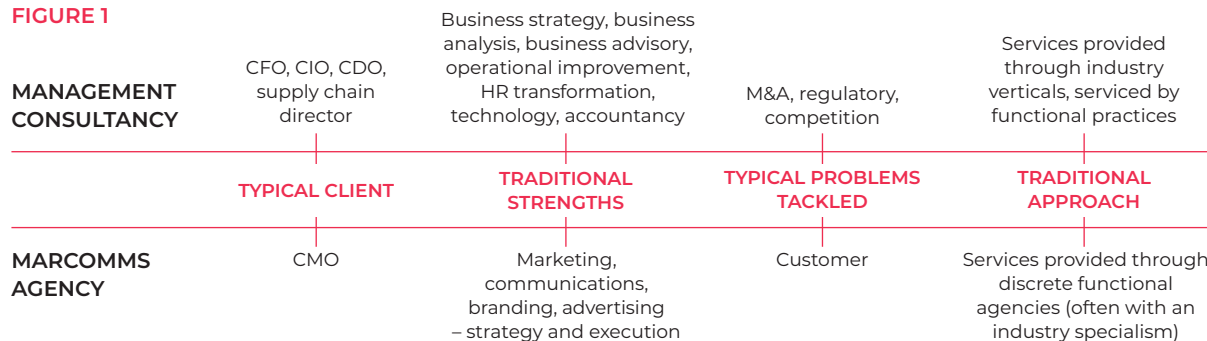 FIGURE 1
MANAGEMENT
CONSULTANCY
CFO, CIO, CDO,
supply chain
director
Business strategy, business
analysis, business advisory,
operational improvement,
HR transformation,
technology, accountancy
M&A, regulatory,
competition
Services provided
through industry
verticals, serviced by
functional practices
TYPICAL CLIENT
TRADITIONAL
STRENGTHS
TYPICAL PROBLEMS
TACKLED
TRADITIONAL
APPROACH
MARCOMMS
AGENCY
CMO
Marketing,
communications,
branding, advertising
– strategy and execution
Customer
Services provided through
discrete functional
agencies (often with an
industry specialism)